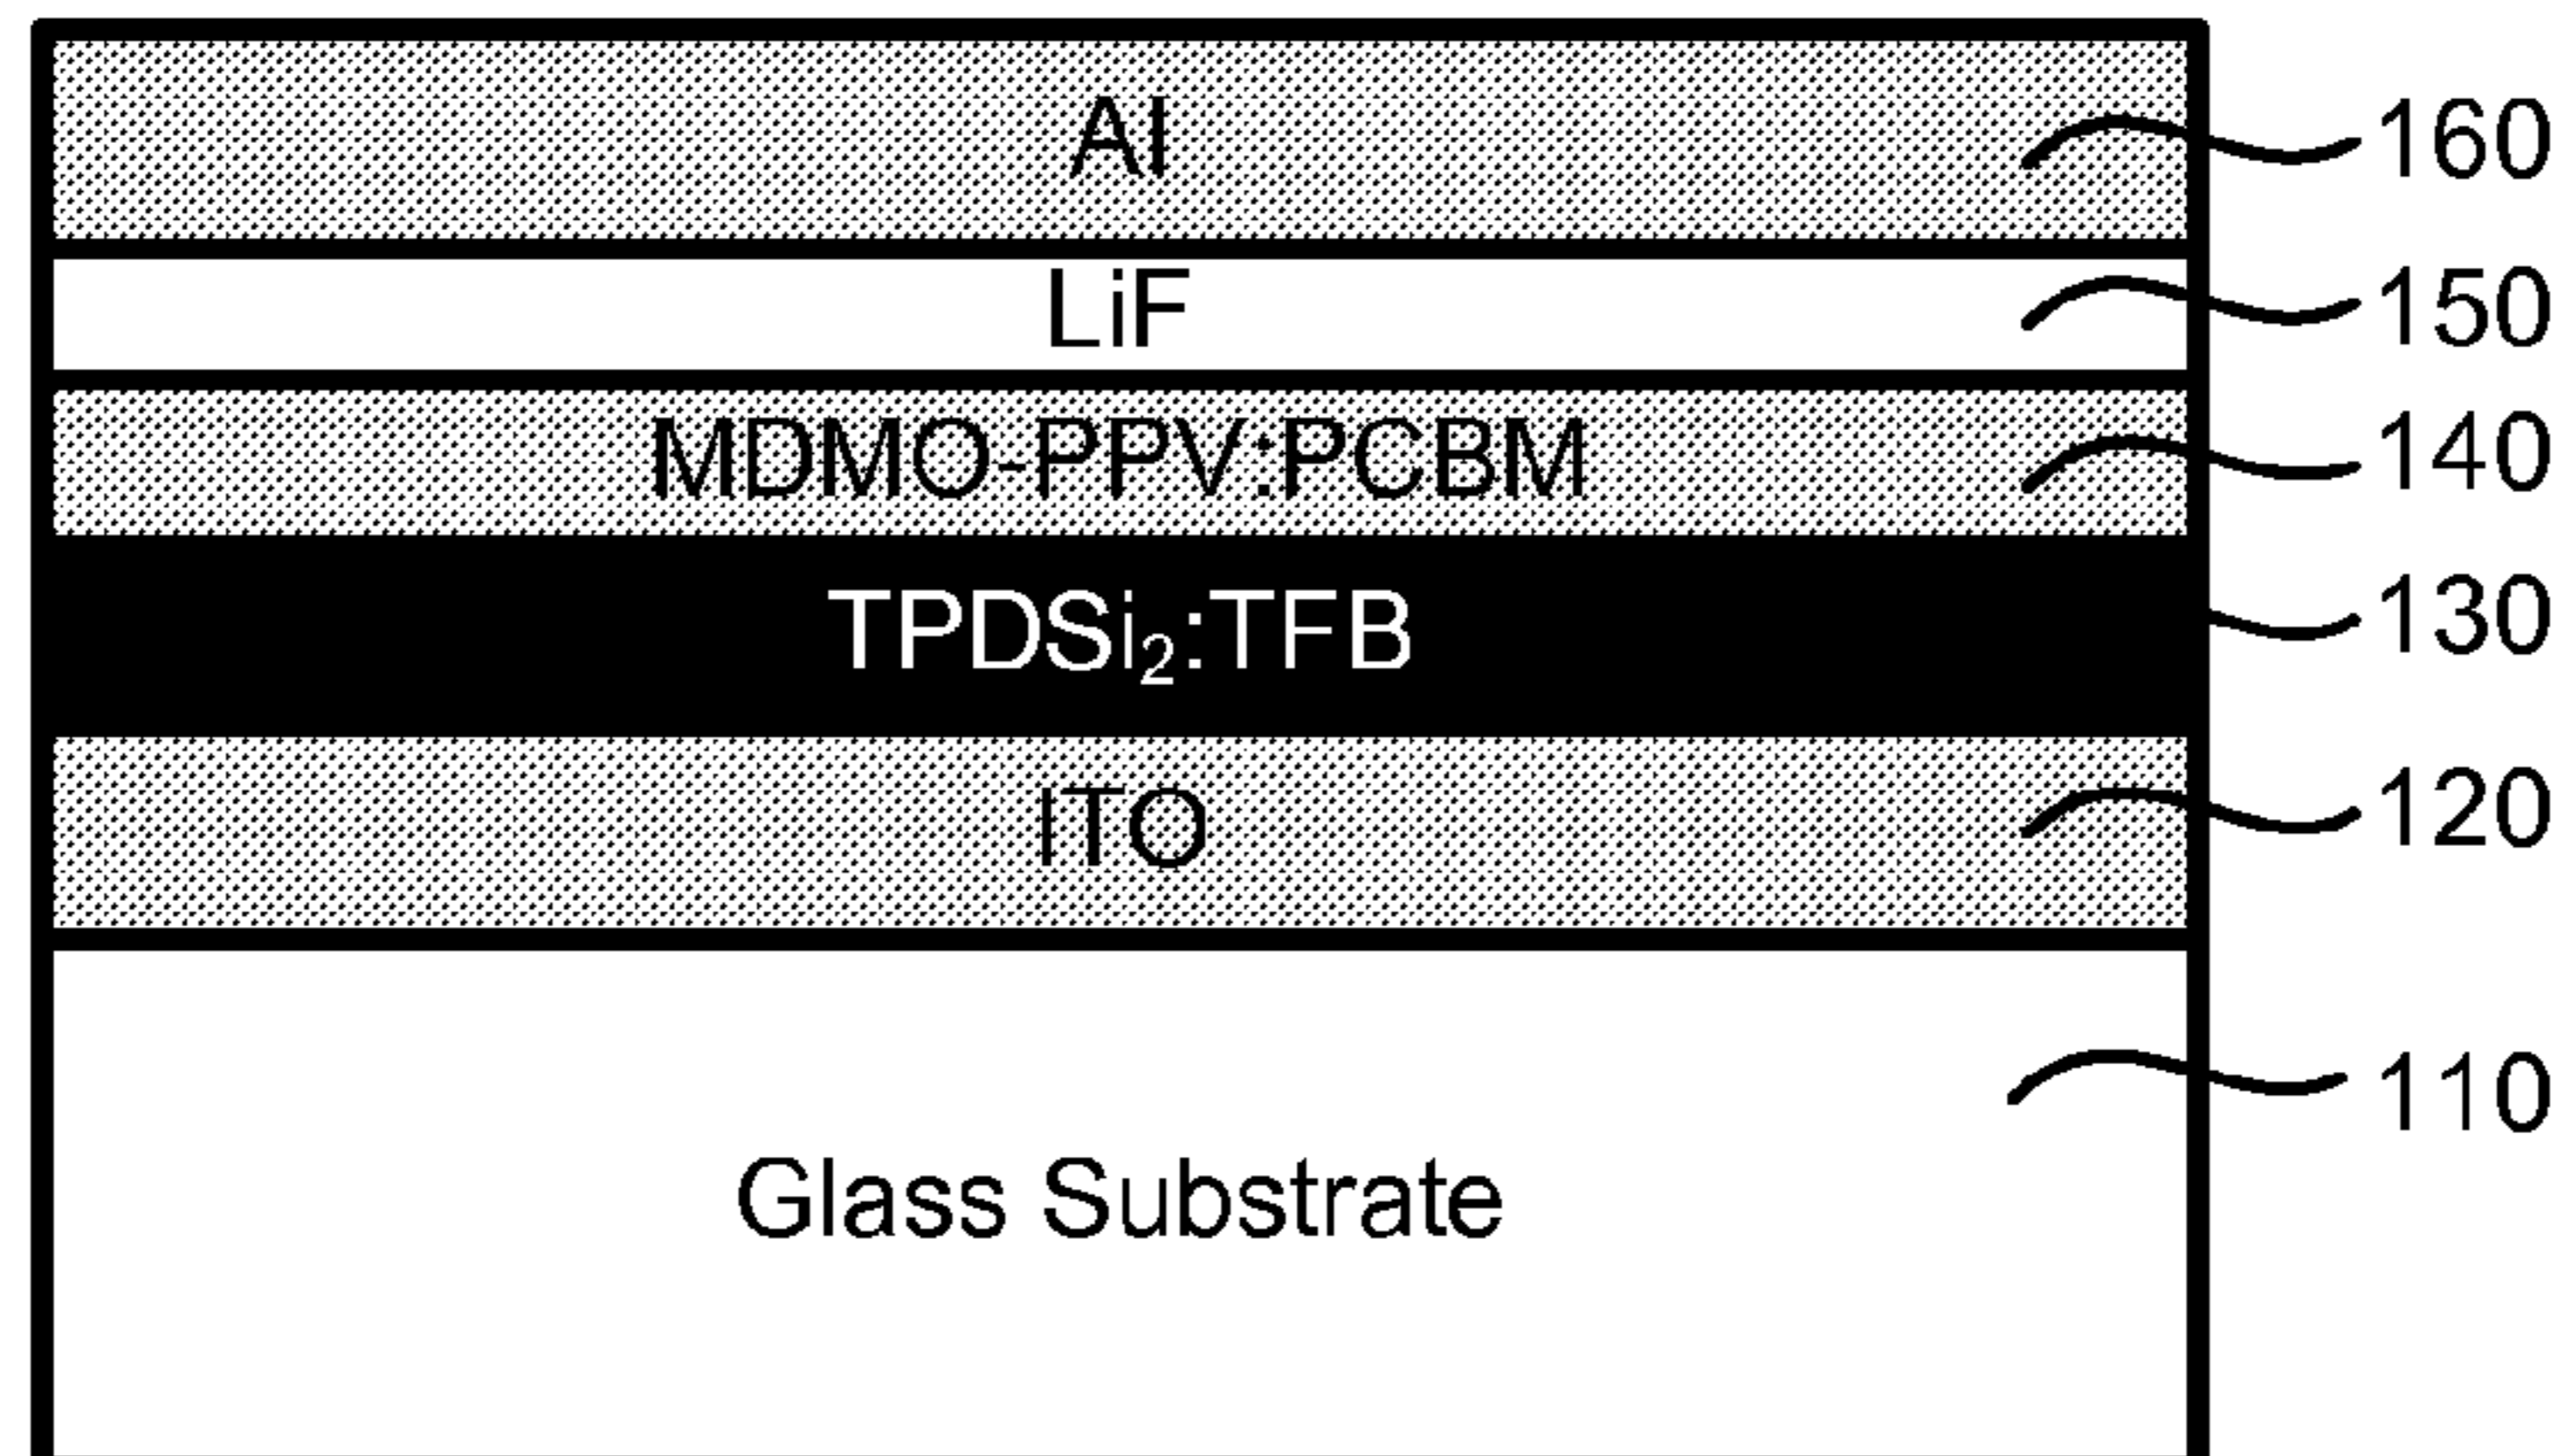 Al 160
LiF 150
MDMO-PPV:PCBM 140
TPDSi₂:TFB 130
ITO 120
110
Glass Substrate